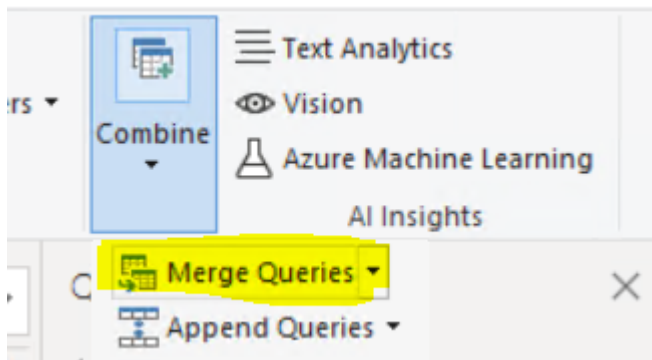 Text Analytics
rs
Vision
Combine
Azure Machine Learning
AI Insights
Merge Queries
Append Queries